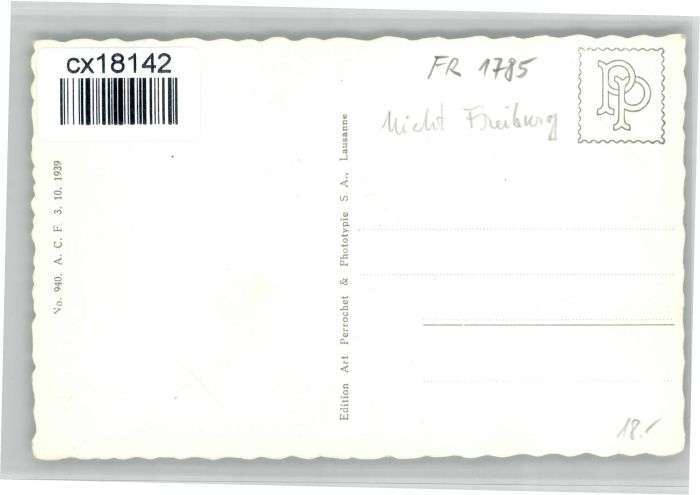 cx18142
FR 1785
Nicht Freiburg
PP
No. 940. A. C. F. 3. 10. 1939
Edition Art Perrochet & Phototypie S. A., Lausanne
18.-